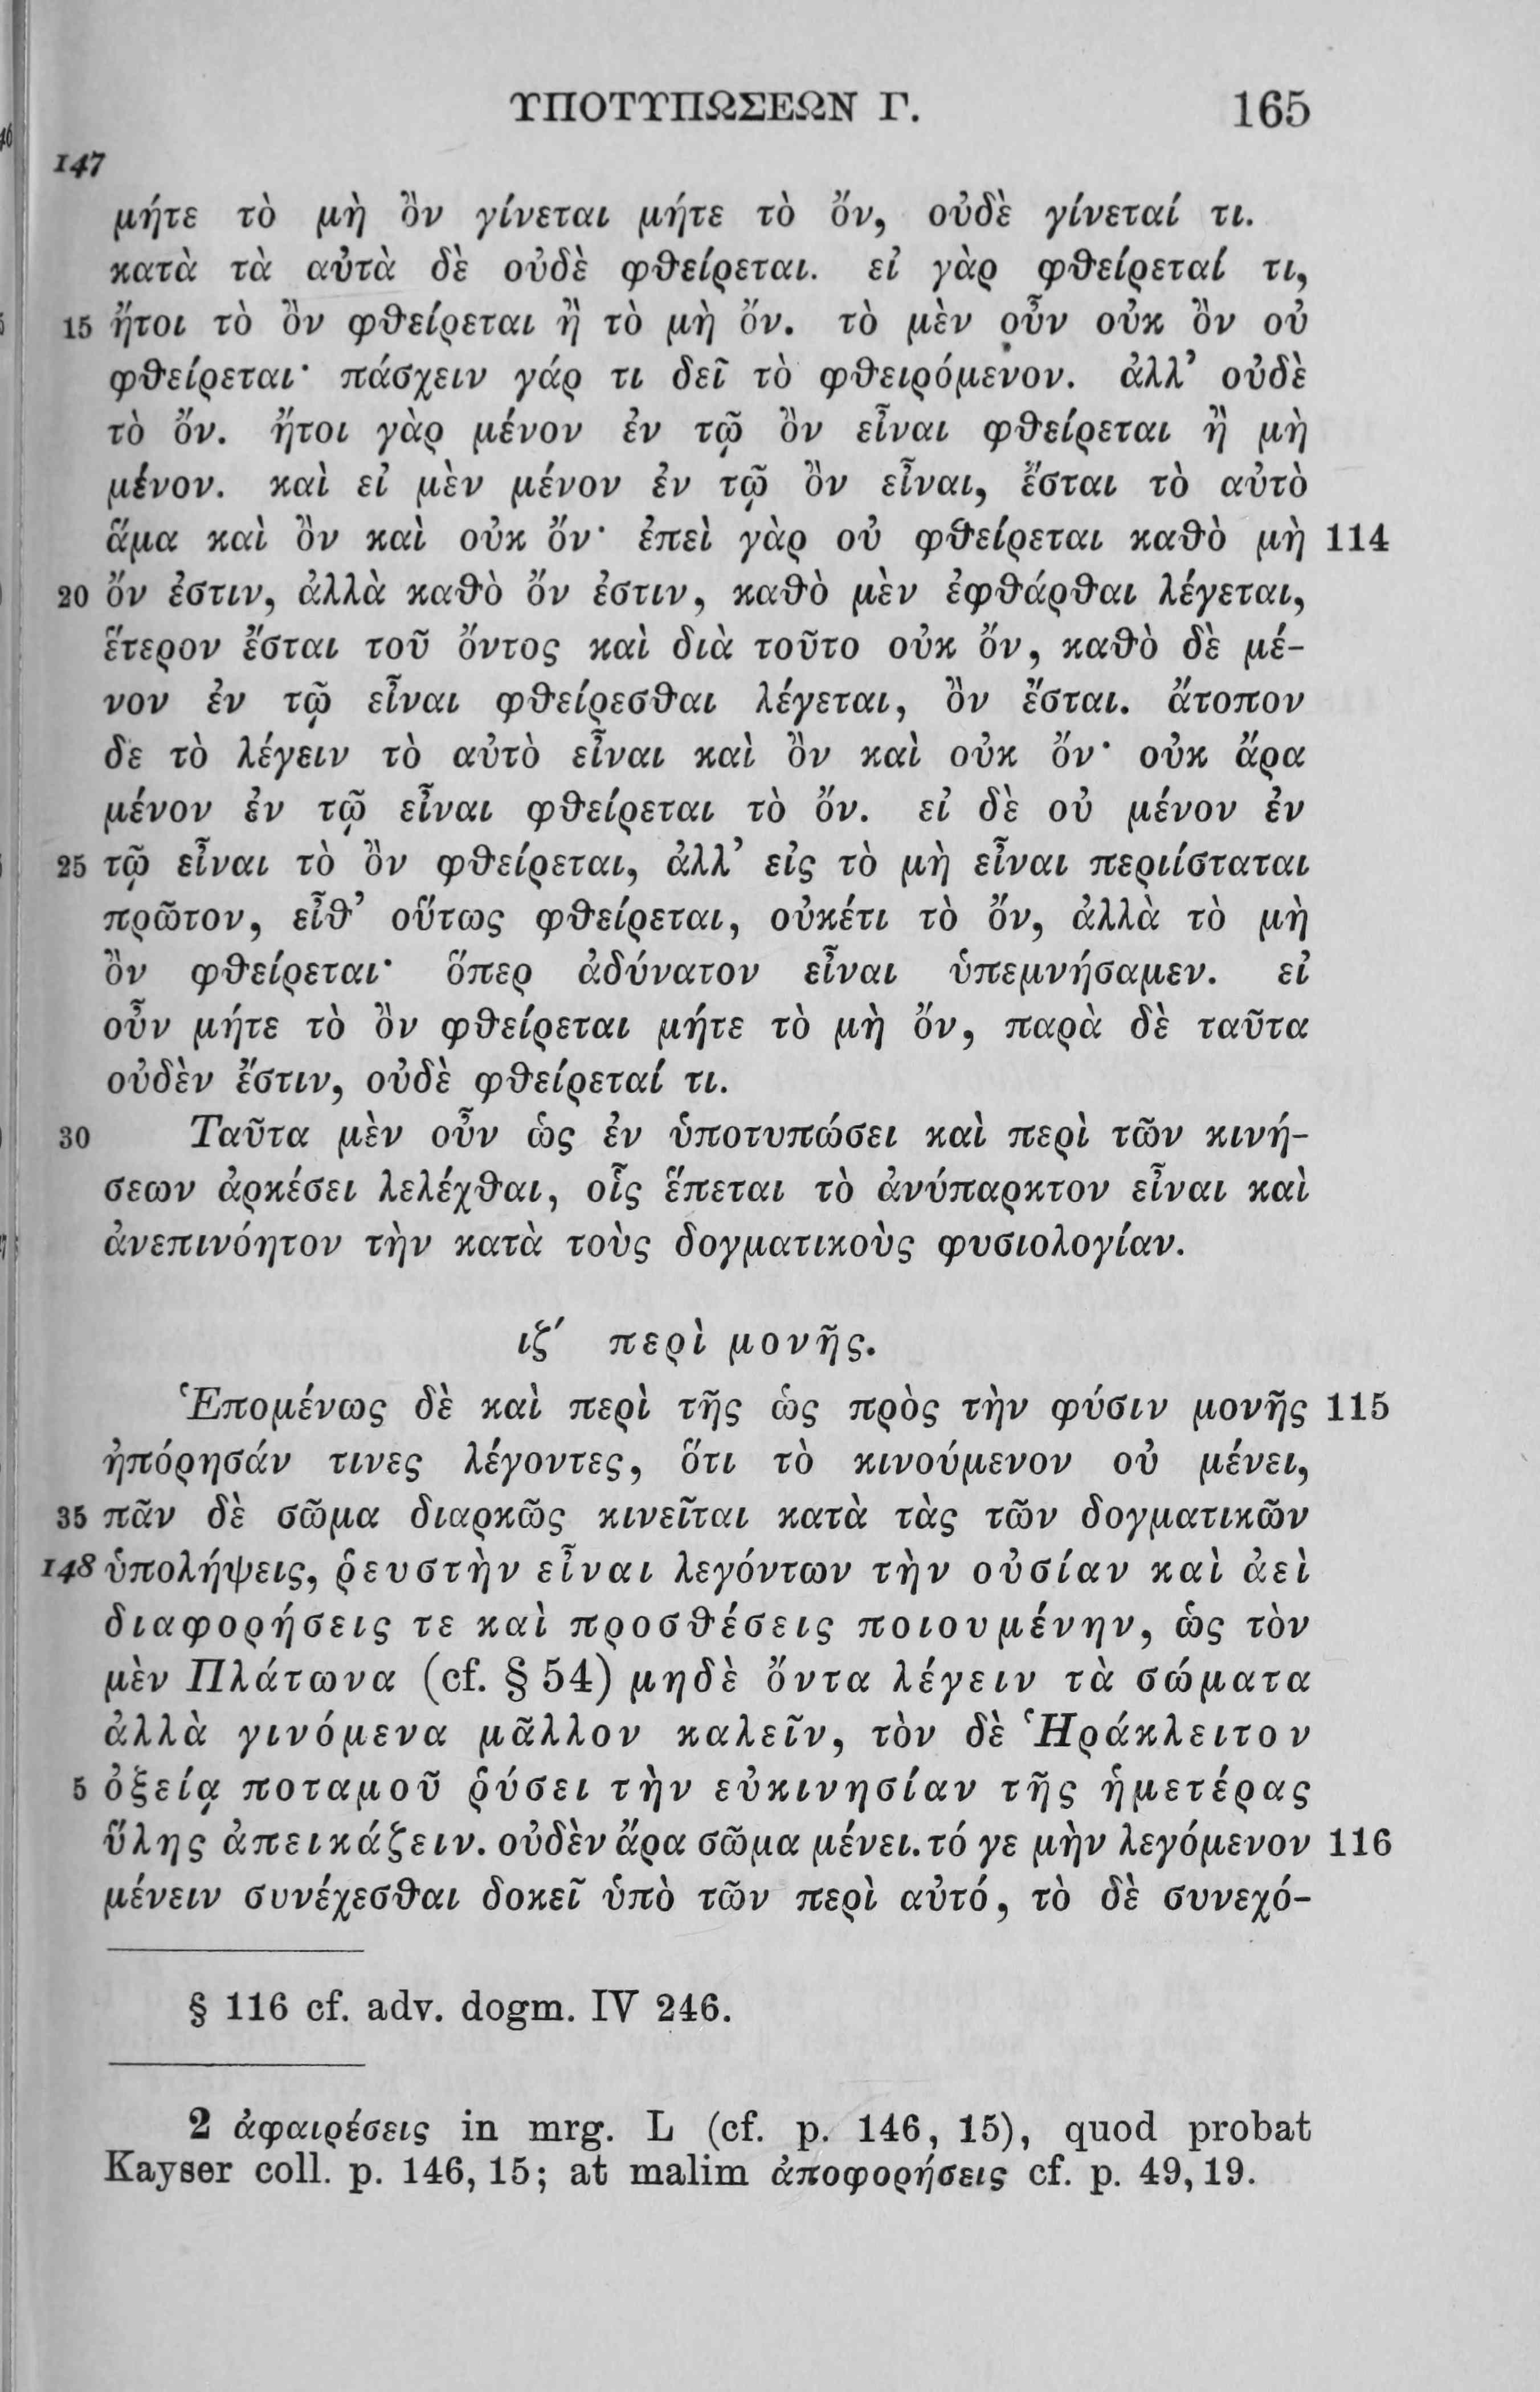 ΥΠΟΤΥΠΩΣΕΩΝ Γ. 165
147
μήτε τὸ μὴ ὂν γίνεται μήτε τὸ ὄν, οὐδὲ γίνεταί τι.
κατὰ τὰ αὐτὰ δὲ οὐδὲ φθείρεται. εἰ γὰρ φθείρεταί τι,
15 ἤτοι τὸ ὂν φθείρεται ἢ τὸ μὴ ὄν. τὸ μὲν οὖν οὐκ ὂν οὐ
φθείρεται· πάσχειν γάρ τι δεῖ τὸ φθειρόμενον. ἀλλ’ οὐδὲ
τὸ ὄν. ἤτοι γὰρ μένον ἐν τῷ ὂν εἶναι φθείρεται ἢ μὴ
μένον. καὶ εἰ μὲν μένον ἐν τῷ ὂν εἶναι, ἔσται τὸ αὐτὸ
ἅμα καὶ ὂν καὶ οὐκ ὄν· ἐπεὶ γὰρ οὐ φθείρεται καθὸ μὴ 114
20 ὄν ἐστιν, ἀλλὰ καθὸ ὄν ἐστιν, καθὸ μὲν ἐφθάρθαι λέγεται,
ἕτερον ἔσται τοῦ ὄντος καὶ διὰ τοῦτο οὐκ ὄν, καθὸ δὲ μέ-
νον ἐν τῷ εἶναι φθείρεσθαι λέγεται, ὂν ἔσται. ἄτοπον
δὲ τὸ λέγειν τὸ αὐτὸ εἶναι καὶ ὂν καὶ οὐκ ὄν· οὐκ ἄρα
μένον ἐν τῷ εἶναι φθείρεται τὸ ὄν. εἰ δὲ οὐ μένον ἐν
25 τῷ εἶναι τὸ ὂν φθείρεται, ἀλλ’ εἰς τὸ μὴ εἶναι περιίσταται
πρῶτον, εἶθ’ οὕτως φθείρεται, οὐκέτι τὸ ὄν, ἀλλὰ τὸ μὴ
ὂν φθείρεται· ὅπερ ἀδύνατον εἶναι ὑπεμνήσαμεν. εἰ
οὖν μήτε τὸ ὂν φθείρεται μήτε τὸ μὴ ὄν, παρὰ δὲ ταῦτα
οὐδὲν ἔστιν, οὐδὲ φθείρεταί τι.
30 Ταῦτα μὲν οὖν ὡς ἐν ὑποτυπώσει καὶ περὶ τῶν κινή-
σεων ἀρκέσει λελέχθαι, οἷς ἕπεται τὸ ἀνύπαρκτον εἶναι καὶ
ἀνεπινόητον τὴν κατὰ τοὺς δογματικοὺς φυσιολογίαν.
ιζ′ περὶ μονῆς.
Ἑπομένως δὲ καὶ περὶ τῆς ὡς πρὸς τὴν φύσιν μονῆς 115
ἠπόρησάν τινες λέγοντες, ὅτι τὸ κινούμενον οὐ μένει,
35 πᾶν δὲ σῶμα διαρκῶς κινεῖται κατὰ τὰς τῶν δογματικῶν
148 ὑπολήψεις, ῥευστὴν εἶναι λεγόντων τὴν οὐσίαν καὶ ἀεὶ
διαφορήσεις τε καὶ προσθέσεις ποιουμένην, ὡς τὸν
μὲν Πλάτωνα (cf. § 54) μηδὲ ὄντα λέγειν τὰ σώματα
ἀλλὰ γινόμενα μᾶλλον καλεῖν, τὸν δὲ Ἡράκλειτον
5 ὀξείᾳ ποταμοῦ ῥύσει τὴν εὐκινησίαν τῆς ἡμετέρας
ὕλης ἀπεικάζειν. οὐδὲν ἄρα σῶμα μένει. τό γε μὴν λεγόμενον 116
μένειν συνέχεσθαι δοκεῖ ὑπὸ τῶν περὶ αὐτό, τὸ δὲ συνεχό-
§ 116 cf. adv. dogm. IV 246.
2 ἀφαιρέσεις in mrg. L (cf. p. 146, 15), quod probat
Kayser coll. p. 146, 15; at malim ἀποφορήσεις cf. p. 49, 19.